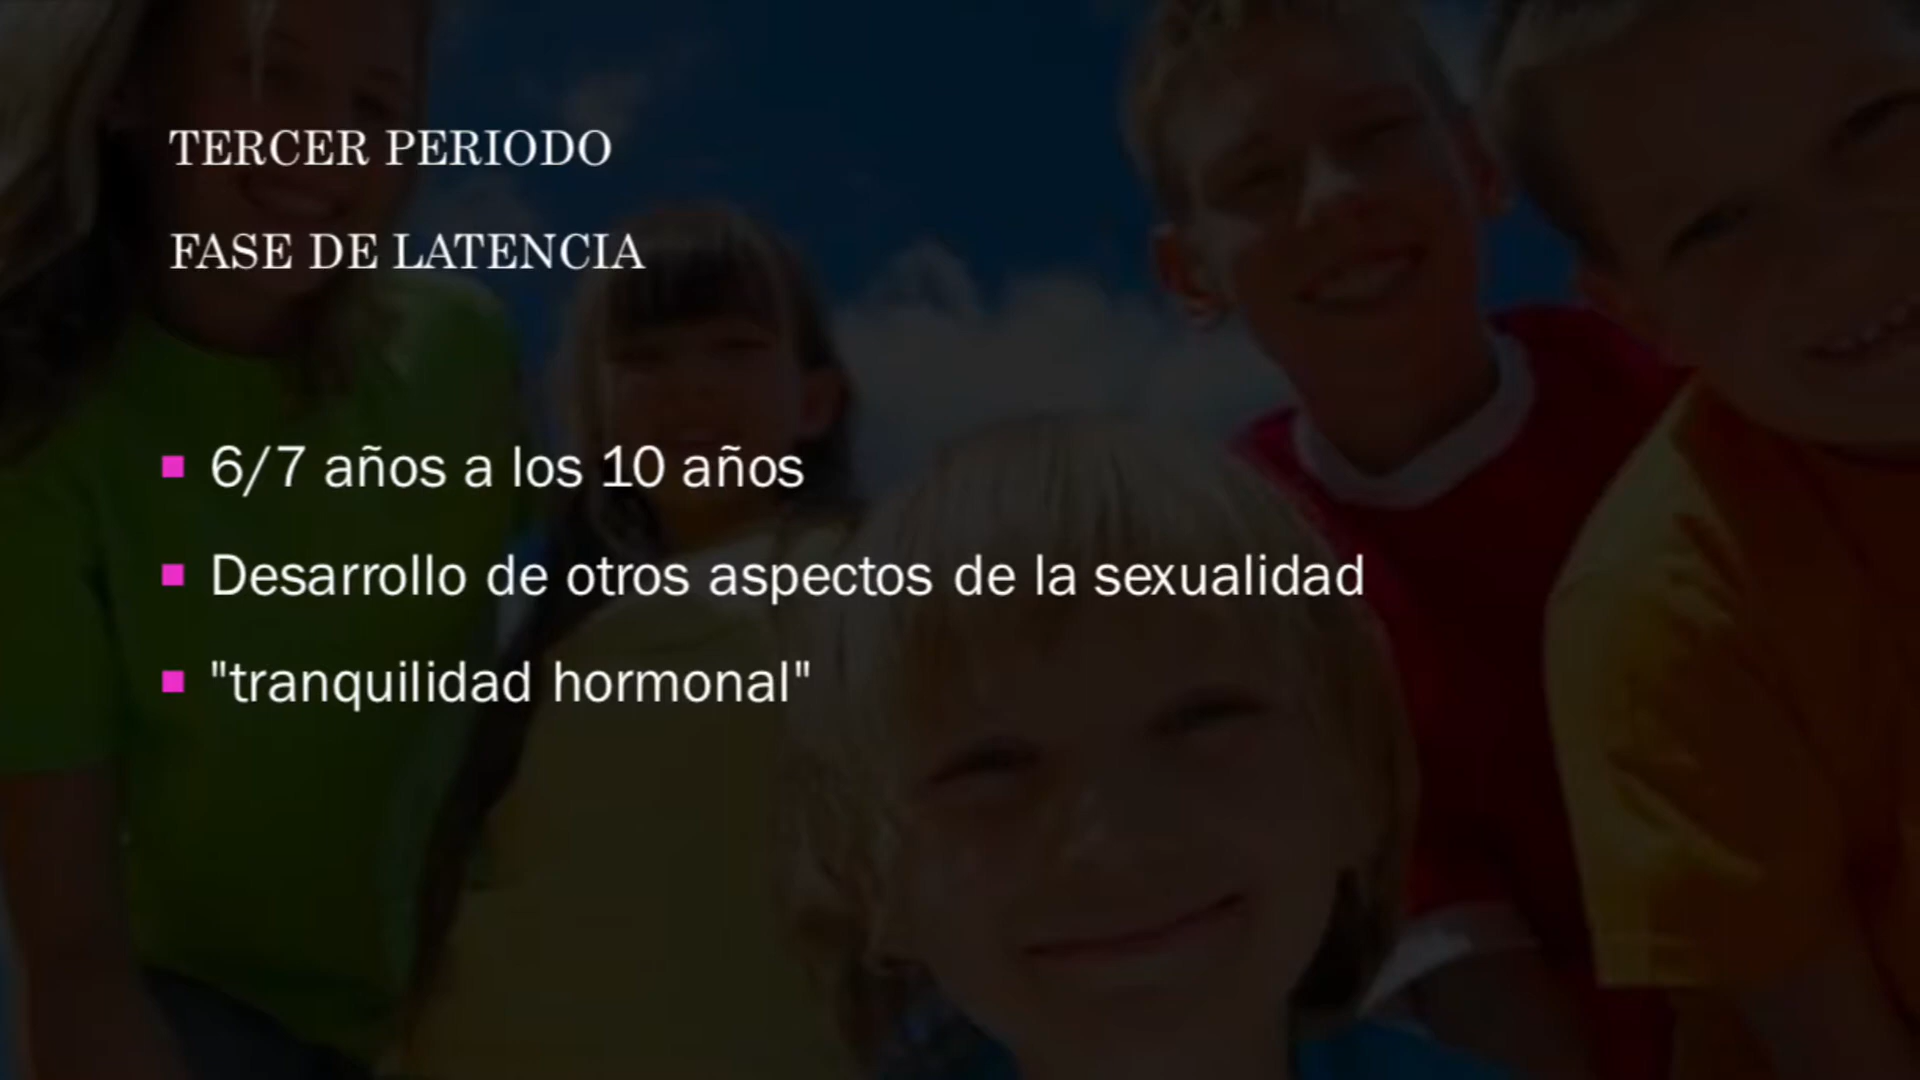 TERCER PERIODO
FASE DE LATENCIA
6/7 años a los 10 años
Desarrollo de otros aspectos de la sexualidad
"tranquilidad hormonal"